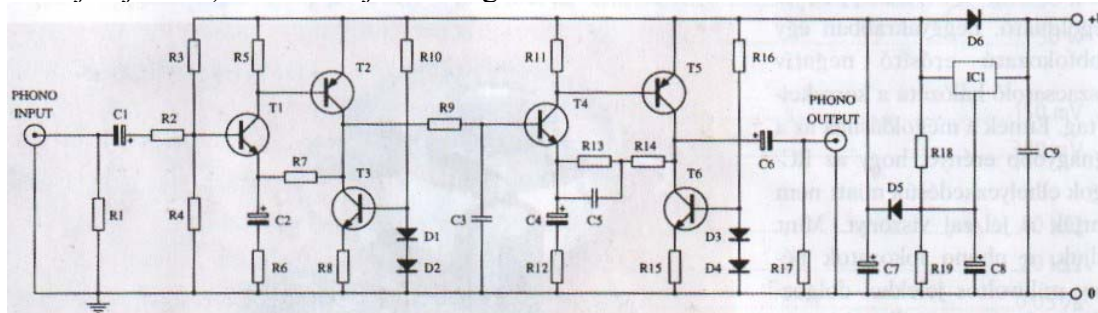 D6
+
R3
R5
R10
R11
R16
T2
T5
IC1
PHONO
INPUT
C1
R2
T1
R9
T4
PHONO
OUTPUT
R13
R14
C6
R18
C9
R7
T3
T6
D5
R1
R4
C2
C3
C4
C5
D1
D3
R6
R8
D2
R12
R15
D4
R17
C7
R19
C8
0